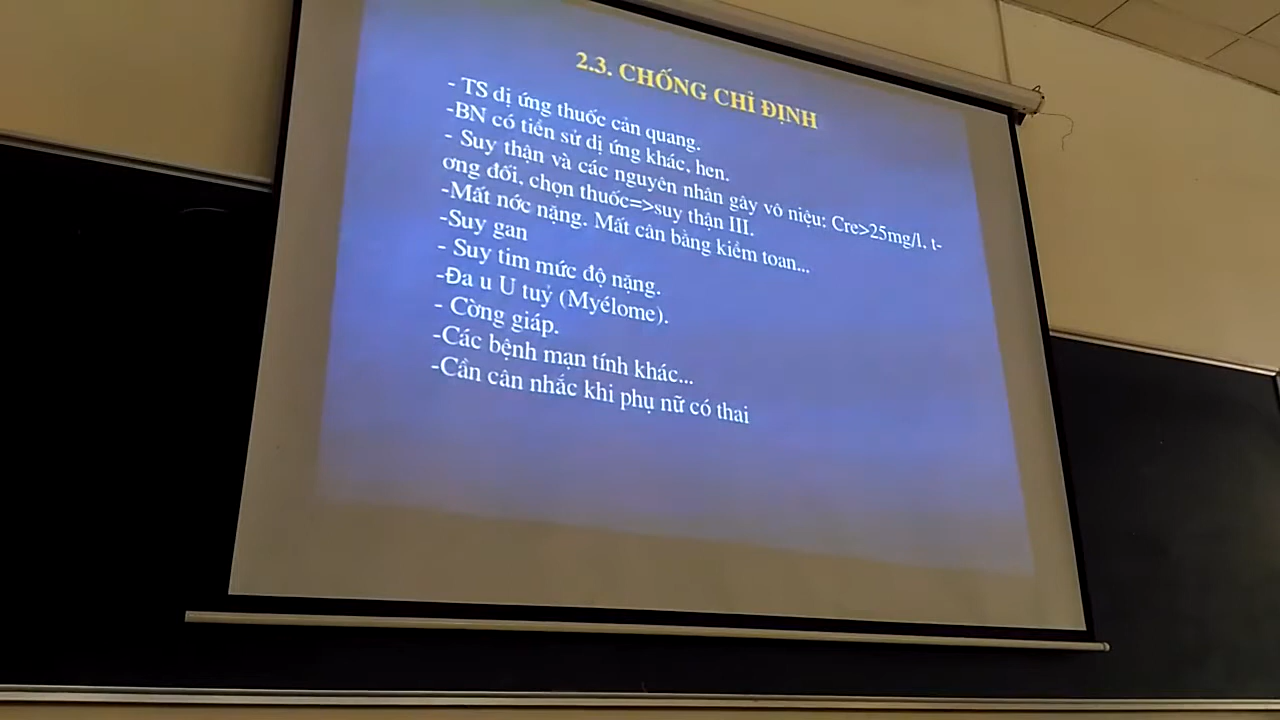 2.3. CHỐNG CHỈ ĐỊNH
- TS dị ứng thuốc cản quang.
-BN có tiền sử dị ứng khác, hen.
- Suy thận và các nguyên nhân gây vô niệu: Cre>25mg/l, t-
ơng đối, chọn thuốc=>suy thận III.
-Mất nớc nặng. Mất cân bằng kiềm toan...
-Suy gan
- Suy tim mức độ nặng.
-Đa u U tuỷ (Myélome).
- Cờng giáp.
-Các bệnh mạn tính khác...
-Cần cân nhắc khi phụ nữ có thai